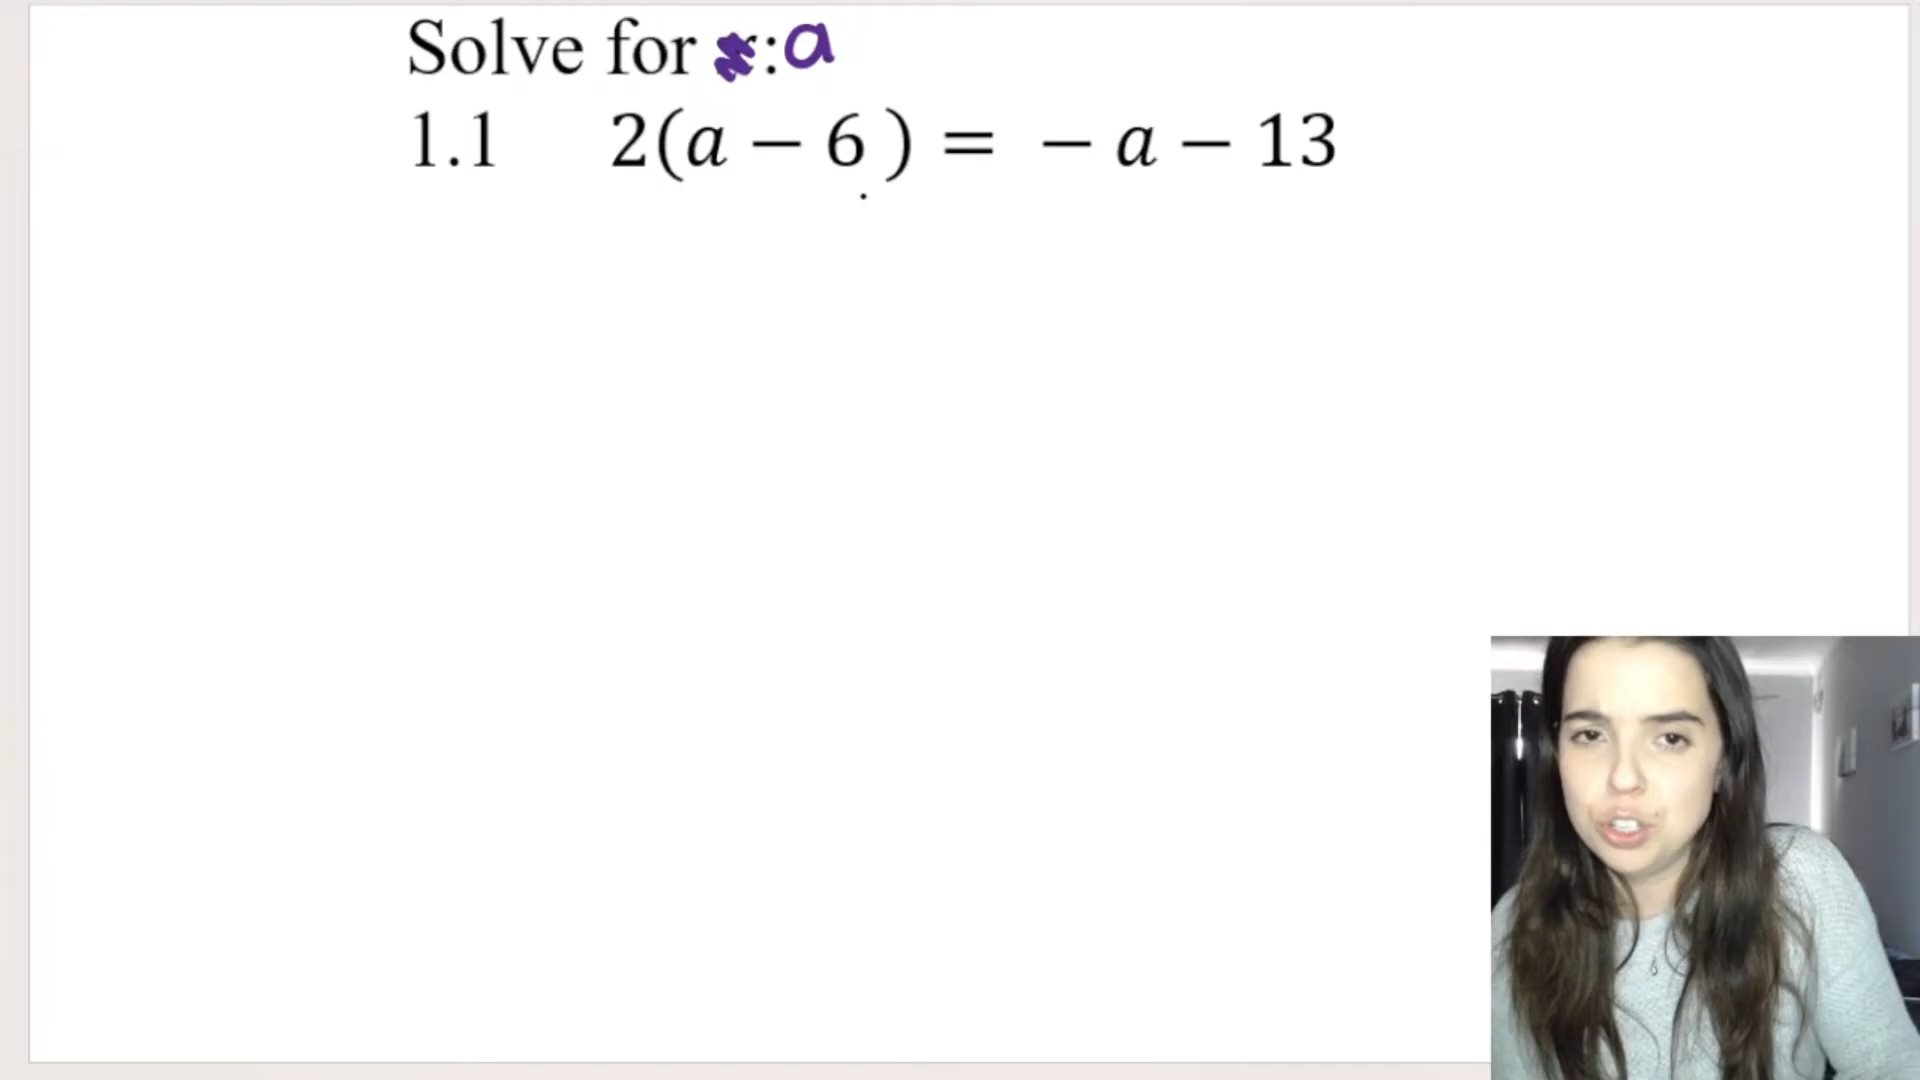 Solve for x: a
1.1 2(a − 6 ) = − a − 13